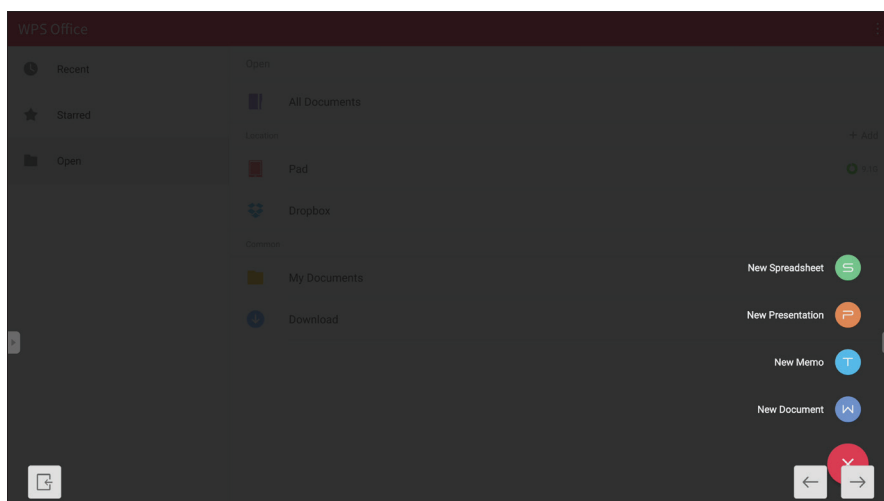 WPS Office
Recent
Starred
Open
Open
All Documents
Location
+ Add
Pad
Dropbox
Common
My Documents
Download
New Spreadsheet
New Presentation
New Memo
New Document